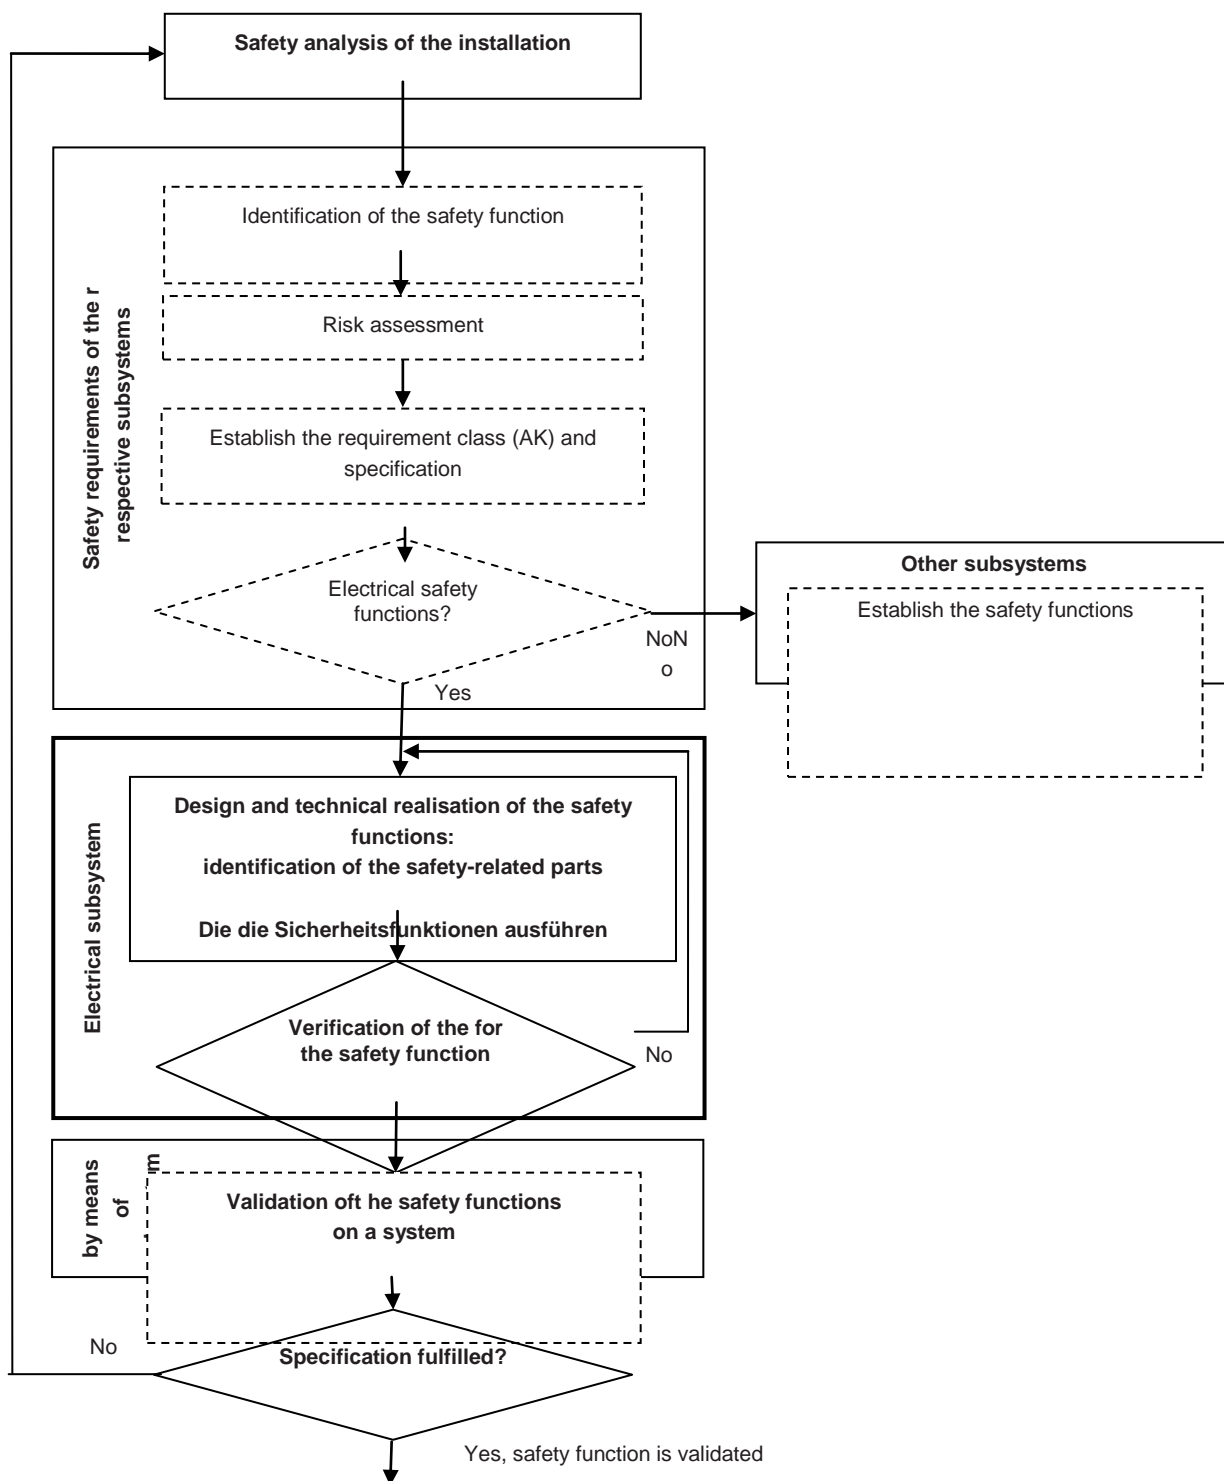 Safety analysis of the installation
Safety requirements of the r
respective subsystems
Identification of the safety function
Risk assessment
Establish the requirement class (AK) and
specification
Electrical safety
functions?
NoN
o
Yes
Other subsystems
Establish the safety functions
Electrical subsystem
Design and technical realisation of the safety
functions:
identification of the safety-related parts
Die die Sicherheitsfunktionen ausführen
Verification of the for
the safety function
No
by means
of
Validation oft he safety functions
on a system
No
Specification fulfilled?
Yes, safety function is validated